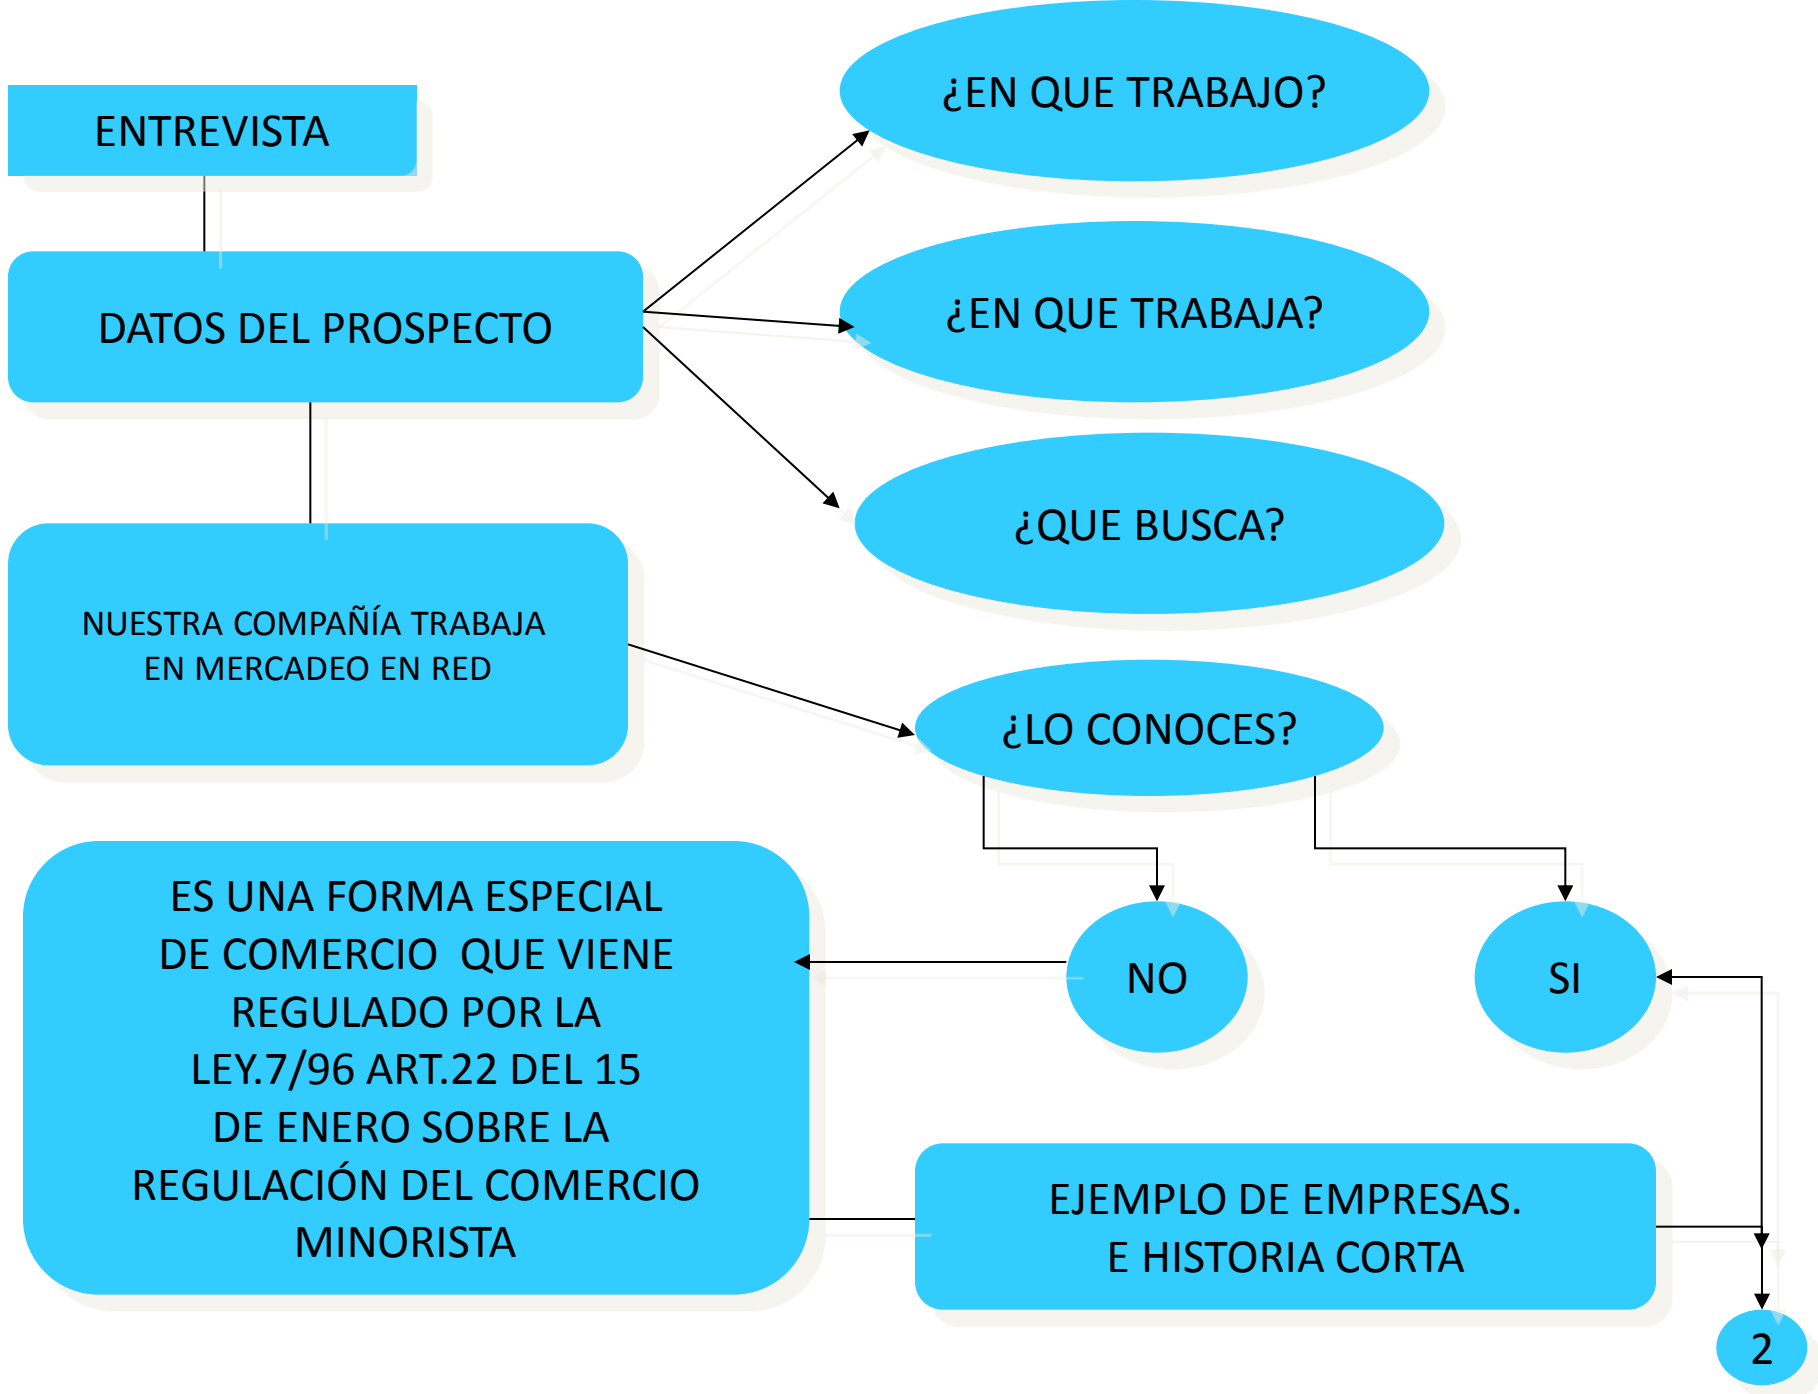 ENTREVISTA
¿EN QUE TRABAJO?
DATOS DEL PROSPECTO
¿EN QUE TRABAJA?
¿QUE BUSCA?
NUESTRA COMPAÑÍA TRABAJA
EN MERCADEO EN RED
¿LO CONOCES?
NO
SI
ES UNA FORMA ESPECIAL
DE COMERCIO  QUE VIENE
REGULADO POR LA
LEY.7/96 ART.22 DEL 15
DE ENERO SOBRE LA
REGULACIÓN DEL COMERCIO
MINORISTA
EJEMPLO DE EMPRESAS.
E HISTORIA CORTA
2